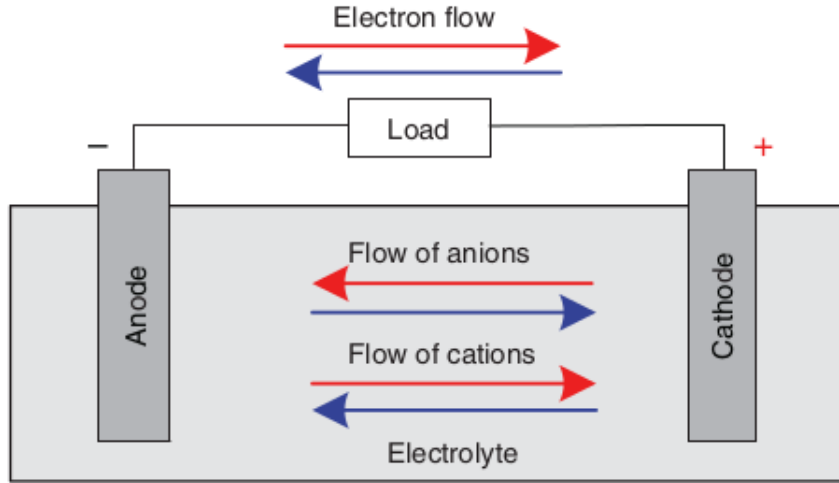 Electron flow
Load
−
+
Flow of anions
Anode
Cathode
Flow of cations
Electrolyte